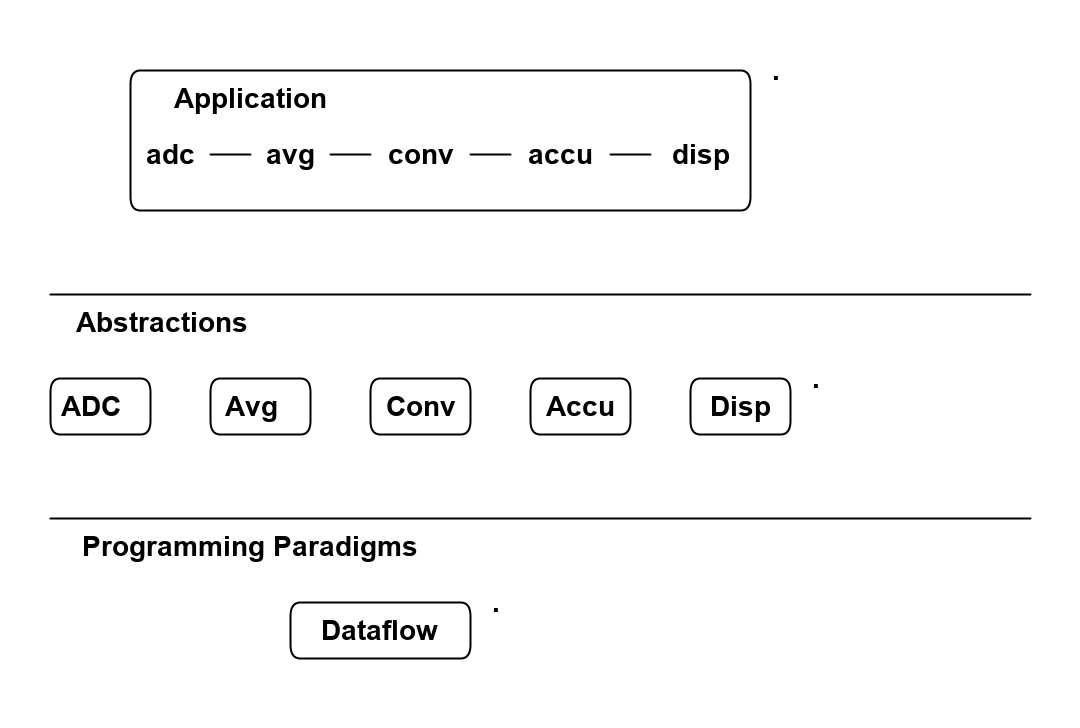 Application
adc avg conv accu disp
Abstractions
ADC Avg Conv Accu Disp
Programming Paradigms
Dataflow